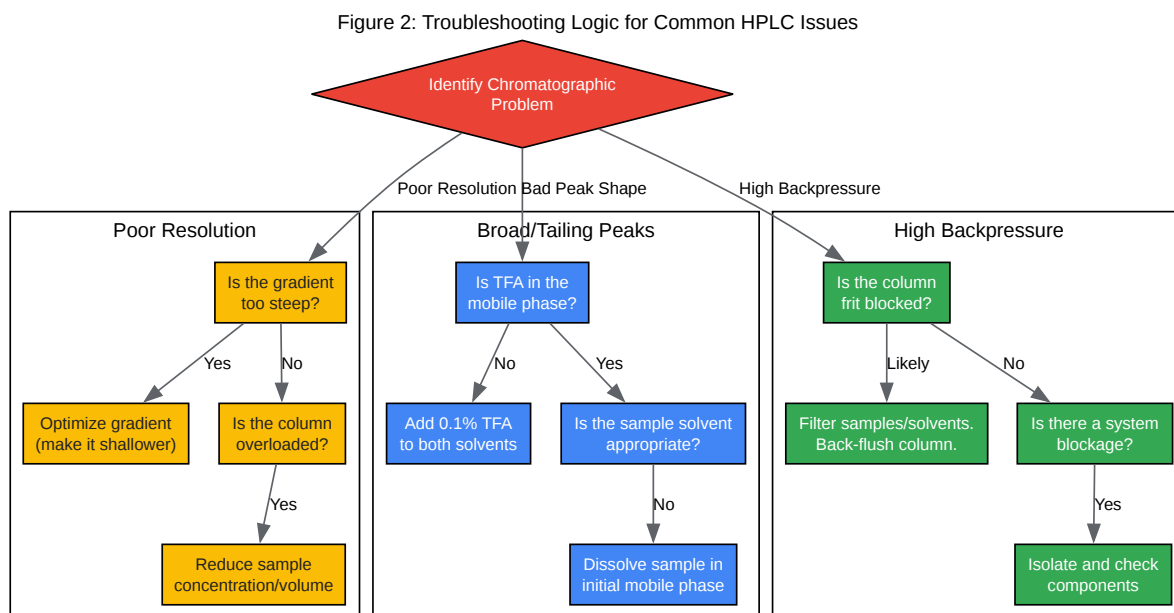 Figure 2: Troubleshooting Logic for Common HPLC Issues
Identify Chromatographic
Problem
Poor Resolution
Bad Peak Shape
High Backpressure
Poor Resolution
Is the gradient
too steep?
Yes
No
Optimize gradient
(make it shallower)
Is the column
overloaded?
Yes
Reduce sample
concentration/volume
Broad/Tailing Peaks
Is TFA in the
mobile phase?
No
Yes
Add 0.1% TFA
to both solvents
Is the sample solvent
appropriate?
No
Dissolve sample in
initial mobile phase
High Backpressure
Is the column
frit blocked?
Likely
No
Filter samples/solvents.
Back-flush column.
Is there a system
blockage?
Yes
Isolate and check
components